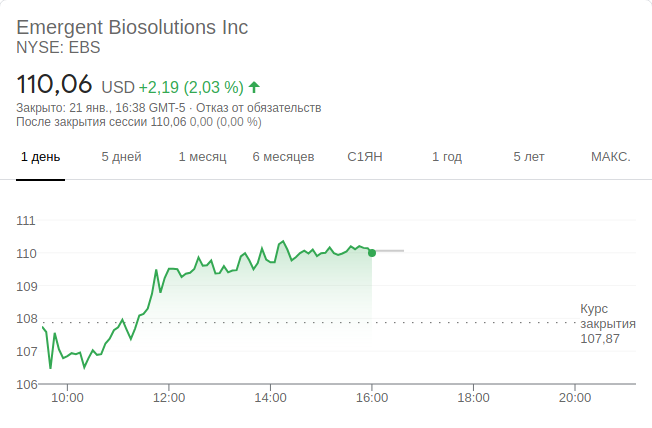 Emergent Biosolutions Inc
NYSE: EBS
110,06 USD +2,19 (2,03 %)
Закрыто: 21 янв., 16:38 GMT-5 · Отказ от обязательств
После закрытия сессии 110,06 0,00 (0,00 %)
1 день 5 дней 1 месяц 6 месяцев С1ЯН 1 год 5 лет МАКС.
111
110
109
108
107
106
Курс
закрытия
107,87
10:00 12:00 14:00 16:00 18:00 20:00